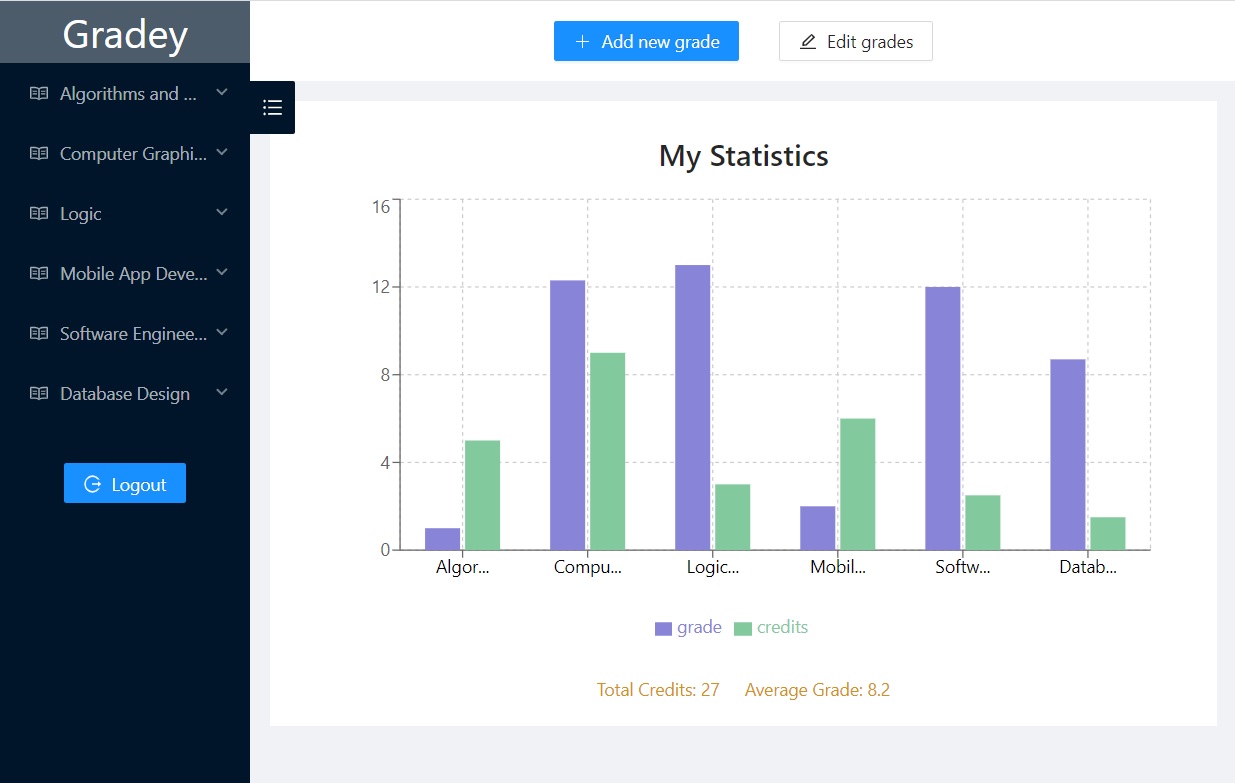 Gradey
Algorithms and ...
Computer Graphi...
Logic
Mobile App Deve...
Software Enginee...
Database Design
Logout
Add new grade
Edit grades
My Statistics
16
12
8
4
0
Algor... Compu... Logic... Mobil... Softw... Datab...
grade credits
Total Credits: 27 Average Grade: 8.2